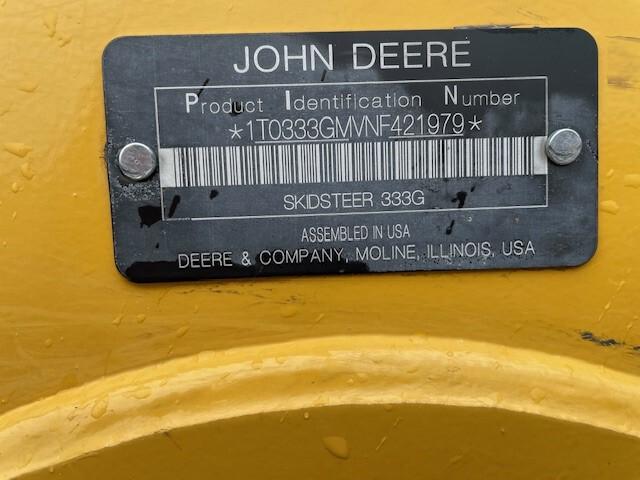 JOHN DEERE
Product Identification Number
*1T0333GMVNF421979*
SKIDSTEER 333G
ASSEMBLED IN USA
DEERE & COMPANY, MOLINE, ILLINOIS, USA